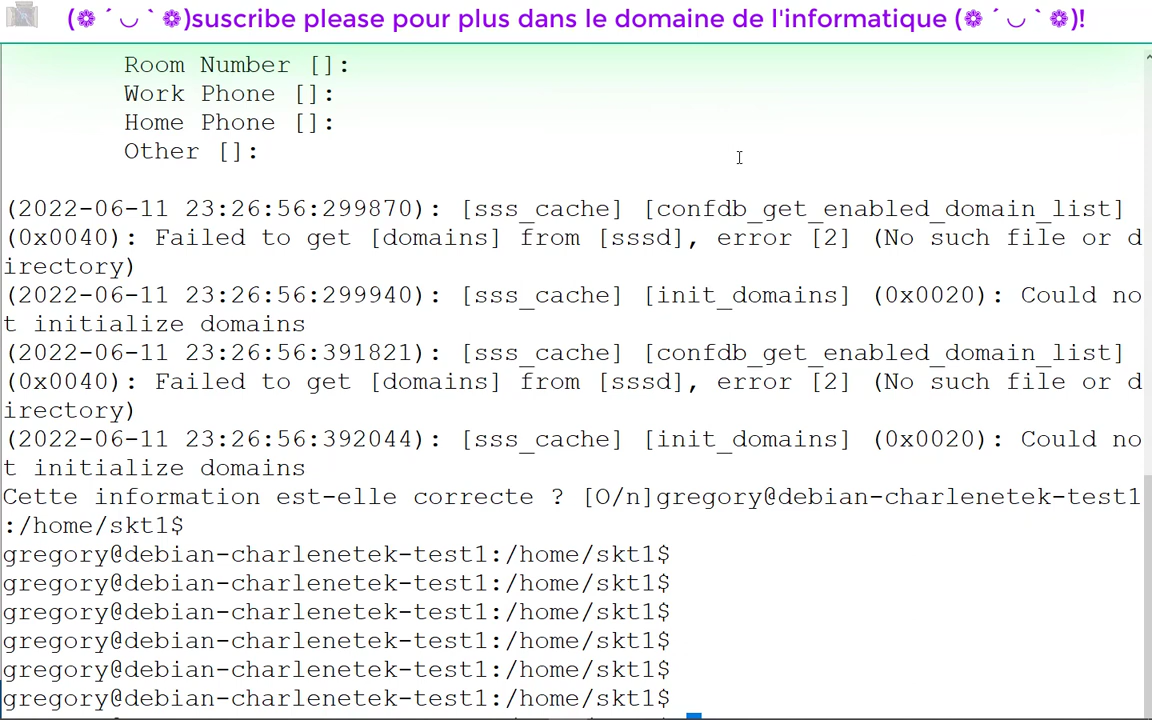 (❁´◡`❁)suscribe please pour plus dans le domaine de l'informatique (❁´◡`❁)!
Room Number []:
Work Phone []:
Home Phone []:
Other []:
(2022-06-11 23:26:56:299870): [sss_cache] [confdb_get_enabled_domain_list]
(0x0040): Failed to get [domains] from [sssd], error [2] (No such file or d
irectory)
(2022-06-11 23:26:56:299940): [sss_cache] [init_domains] (0x0020): Could no
t initialize domains
(2022-06-11 23:26:56:391821): [sss_cache] [confdb_get_enabled_domain_list]
(0x0040): Failed to get [domains] from [sssd], error [2] (No such file or d
irectory)
(2022-06-11 23:26:56:392044): [sss_cache] [init_domains] (0x0020): Could no
t initialize domains
Cette information est-elle correcte ? [O/n]gregory@debian-charlenetek-test1
:/home/skt1$
gregory@debian-charlenetek-test1:/home/skt1$
gregory@debian-charlenetek-test1:/home/skt1$
gregory@debian-charlenetek-test1:/home/skt1$
gregory@debian-charlenetek-test1:/home/skt1$
gregory@debian-charlenetek-test1:/home/skt1$
gregory@debian-charlenetek-test1:/home/skt1$